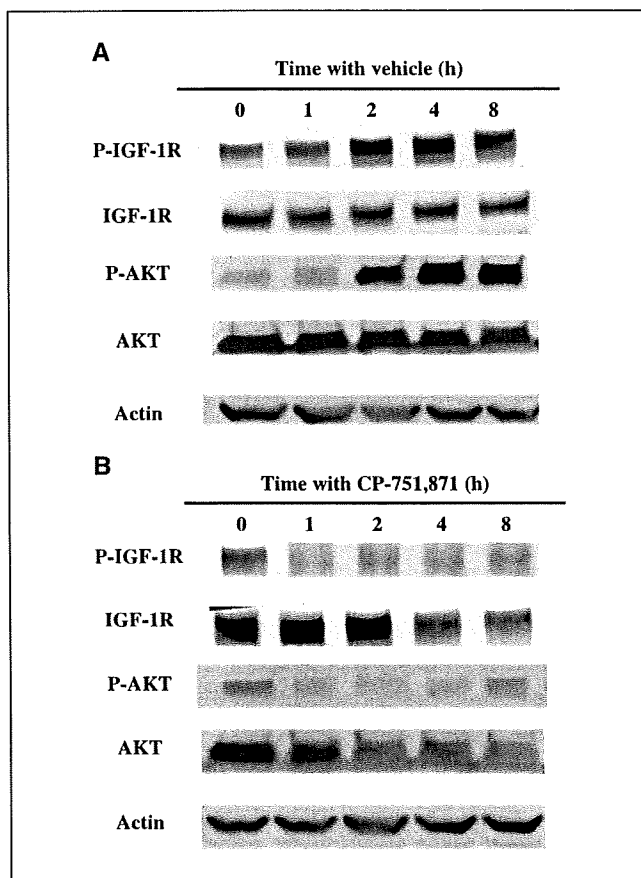 A
Time with vehicle (h)
0 1 2 4 8
P-IGF-1R
IGF-1R
P-AKT
AKT
Actin
B
Time with CP-751,871 (h)
0 1 2 4 8
P-IGF-1R
IGF-1R
P-AKT
AKT
Actin